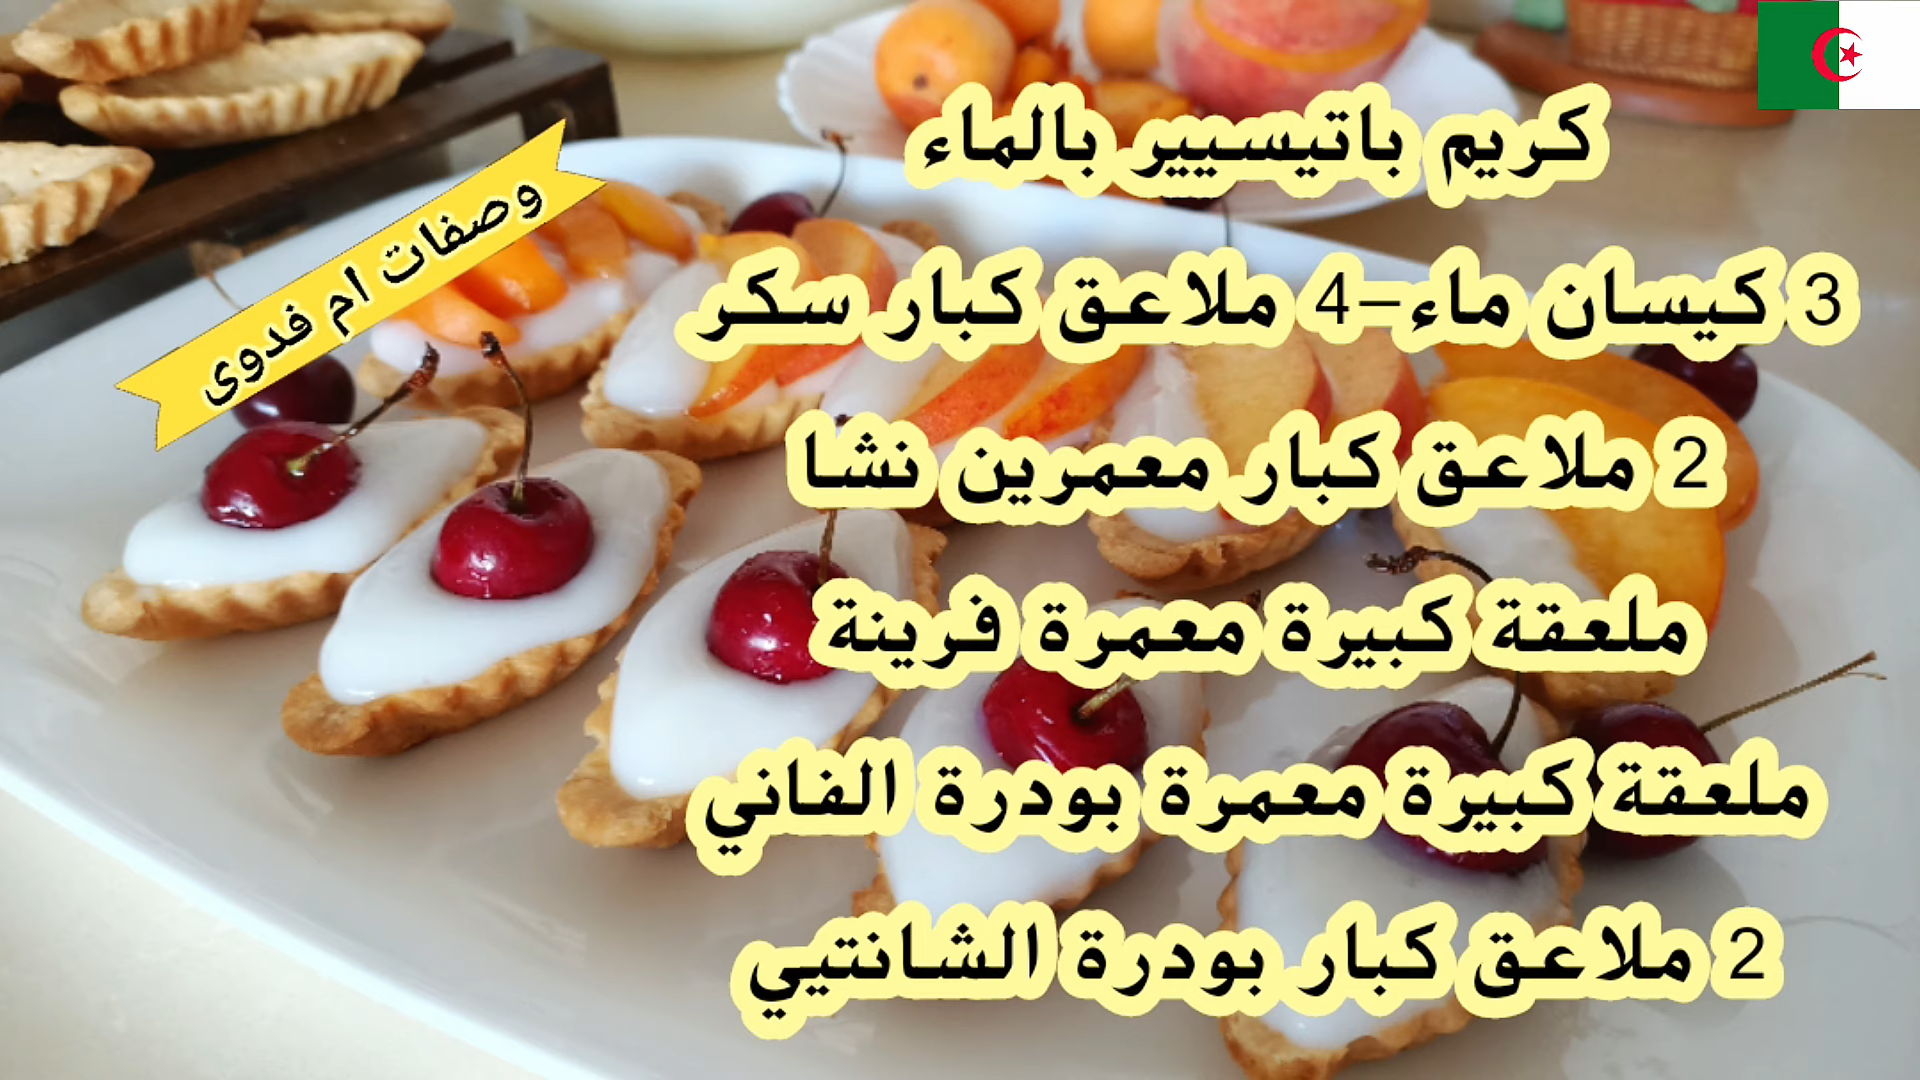 كريم باتيسيير بالماء
وصفات ام فدوى
3 كيسان ماء-4 ملاعق كبار سكر
2 ملاعق كبار معمرين نشا
ملعقة كبيرة معمرة فرينة
ملعقة كبيرة معمرة بودرة الفاني
2 ملاعق كبار بودرة الشانتيي